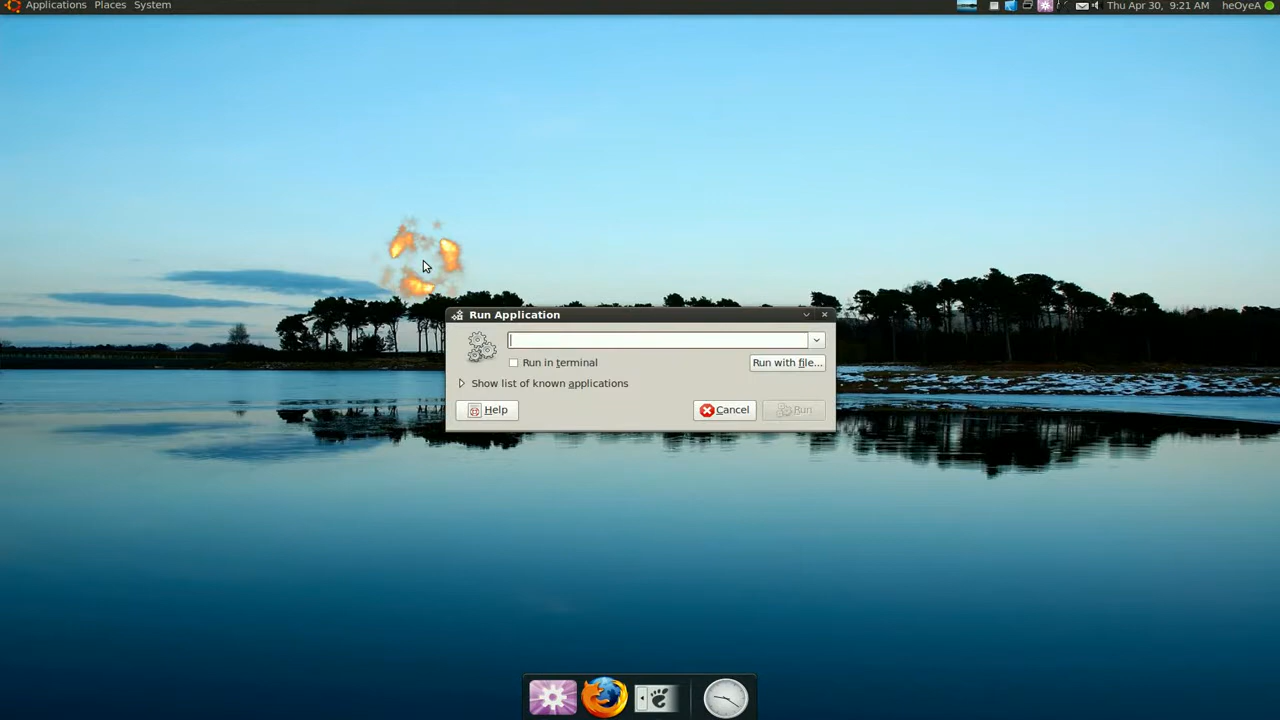 Applications Places System
Thu Apr 30, 9:21 AM heOyeA
Run Application
Run in terminal
Run with file...
Show list of known applications
Help
Cancel
Run